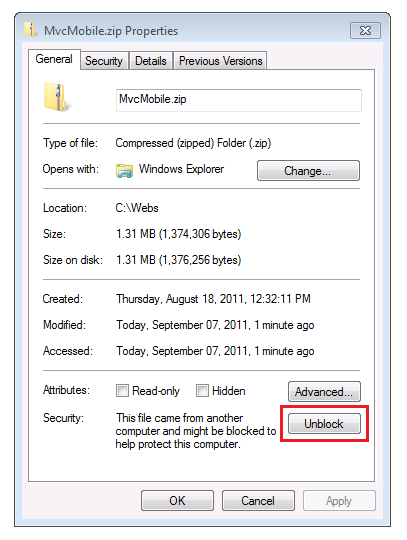 MvcMobile.zip Properties
General Security Details Previous Versions
MvcMobile.zip
Type of file: Compressed (zipped) Folder (.zip)
Opens with: Windows Explorer Change...
Location: C:\Webs
Size: 1.31 MB (1,374,306 bytes)
Size on disk: 1.31 MB (1,376,256 bytes)
Created: Thursday, August 18, 2011, 12:32:11 PM
Modified: Today, September 07, 2011, 1 minute ago
Accessed: Today, September 07, 2011, 1 minute ago
Attributes: Read-only Hidden Advanced...
Security: This file came from another
computer and might be blocked to
help protect this computer.
Unblock
OK Cancel Apply